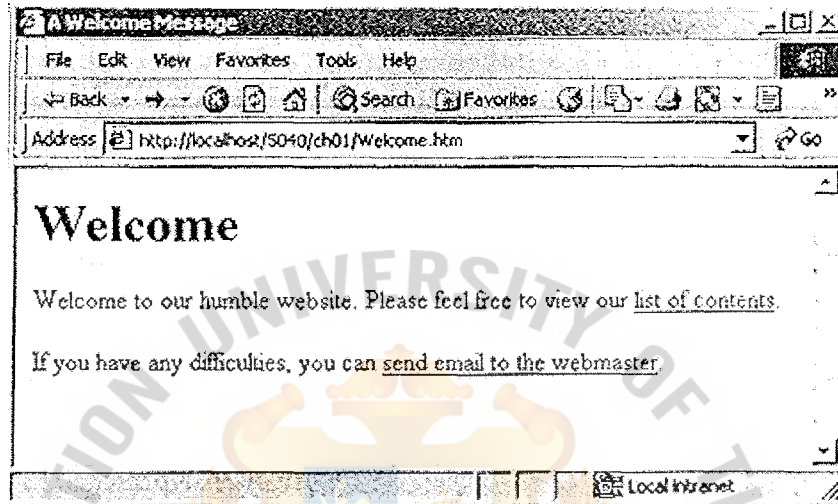 A Welcome Message
File Edit View Favorites Tools Help
Back Search Favorites
Address http://localhost/5040/ch01/Welcome.htm Go
Welcome
Welcome to our humble website. Please feel free to view our list of contents.
If you have any difficulties, you can send email to the webmaster.
Local intranet
UNIVERSITY OF